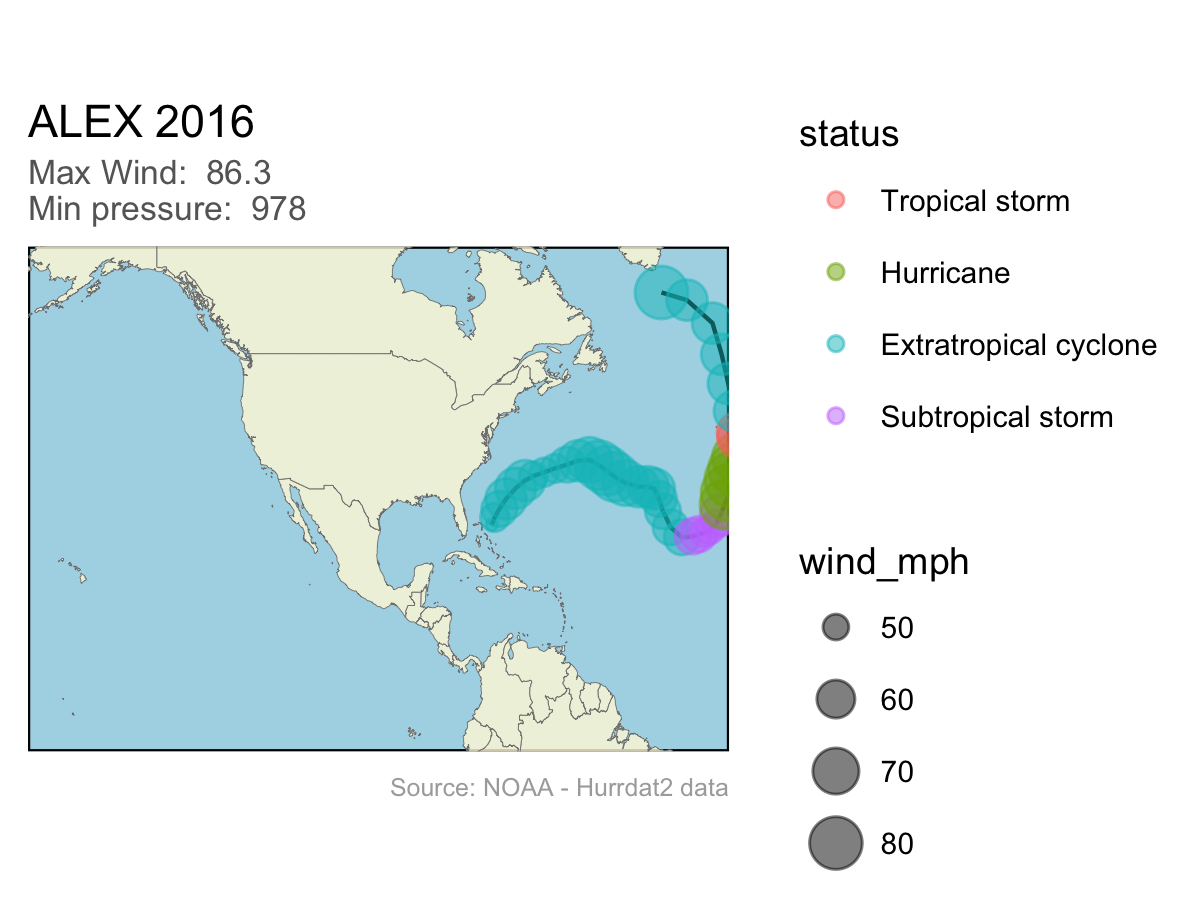 ALEX 2016
Max Wind:  86.3
Min pressure:  978
Source: NOAA - Hurrdat2 data
status
Tropical storm
Hurricane
Extratropical cyclone
Subtropical storm
wind_mph
50
60
70
80